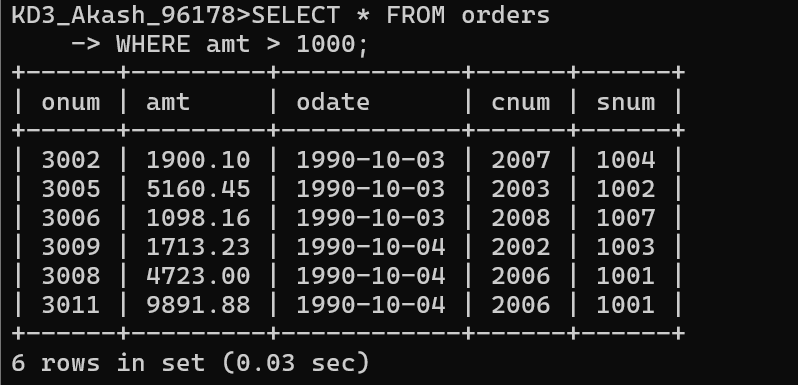 KD3_Akash_96178>SELECT * FROM orders
    -> WHERE amt > 1000;
+------+---------+------------+------+------+
| onum | amt     | odate      | cnum | snum |
+------+---------+------------+------+------+
| 3002 | 1900.10 | 1990-10-03 | 2007 | 1004 |
| 3005 | 5160.45 | 1990-10-03 | 2003 | 1002 |
| 3006 | 1098.16 | 1990-10-03 | 2008 | 1007 |
| 3009 | 1713.23 | 1990-10-04 | 2002 | 1003 |
| 3008 | 4723.00 | 1990-10-04 | 2006 | 1001 |
| 3011 | 9891.88 | 1990-10-04 | 2006 | 1001 |
+------+---------+------------+------+------+
6 rows in set (0.03 sec)